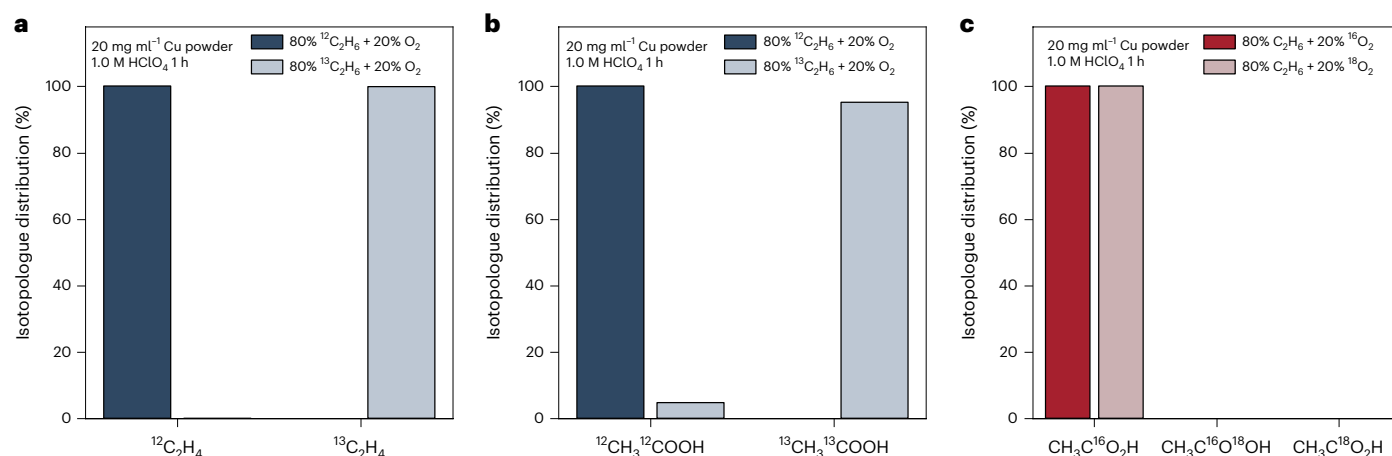 a
20 mg ml⁻¹ Cu powder
1.0 M HClO₄ 1 h
80% ¹²C₂H₆ + 20% O₂
80% ¹³C₂H₆ + 20% O₂
Isotopologue distribution (%)
100
80
60
40
20
0
¹²C₂H₄
¹³C₂H₄
b
20 mg ml⁻¹ Cu powder
1.0 M HClO₄ 1 h
80% ¹²C₂H₆ + 20% O₂
80% ¹³C₂H₆ + 20% O₂
Isotopologue distribution (%)
100
80
60
40
20
0
¹²CH₃¹²COOH
¹³CH₃¹³COOH
c
20 mg ml⁻¹ Cu powder
1.0 M HClO₄ 1 h
80% C₂H₆ + 20% ¹⁶O₂
80% C₂H₆ + 20% ¹⁸O₂
Isotopologue distribution (%)
100
80
60
40
20
0
CH₃C¹⁶O₂H
CH₃C¹⁶O¹⁸OH
CH₃C¹⁸O₂H